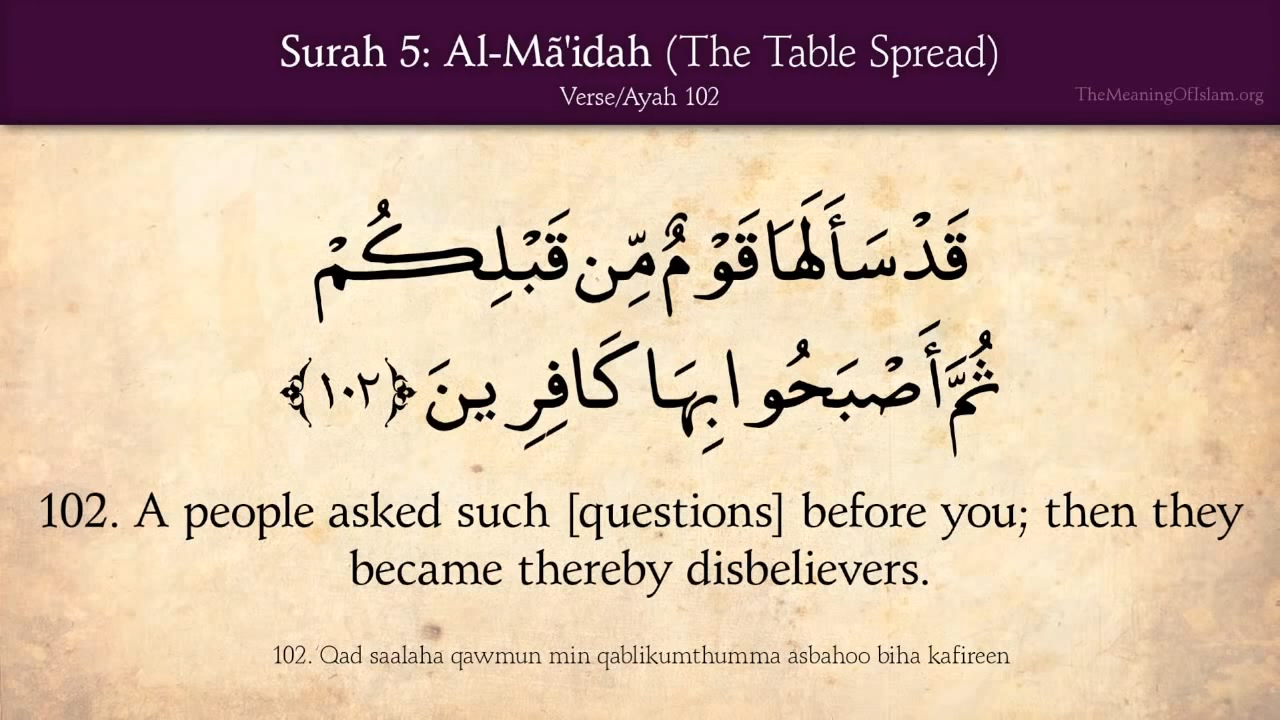 Surah 5: Al-Mã'idah (The Table Spread)
Verse/Ayah 102
TheMeaningOfIslam.org
قَدْ سَأَلَهَا قَوْمٌ مِّن قَبْلِكُمْ
ثُمَّ أَصْبَحُوا بِهَا كَافِرِينَ ﴿١٠٢﴾
102. A people asked such [questions] before you; then they
became thereby disbelievers.
102. Qad saalaha qawmun min qablikumthumma asbahoo biha kafireen